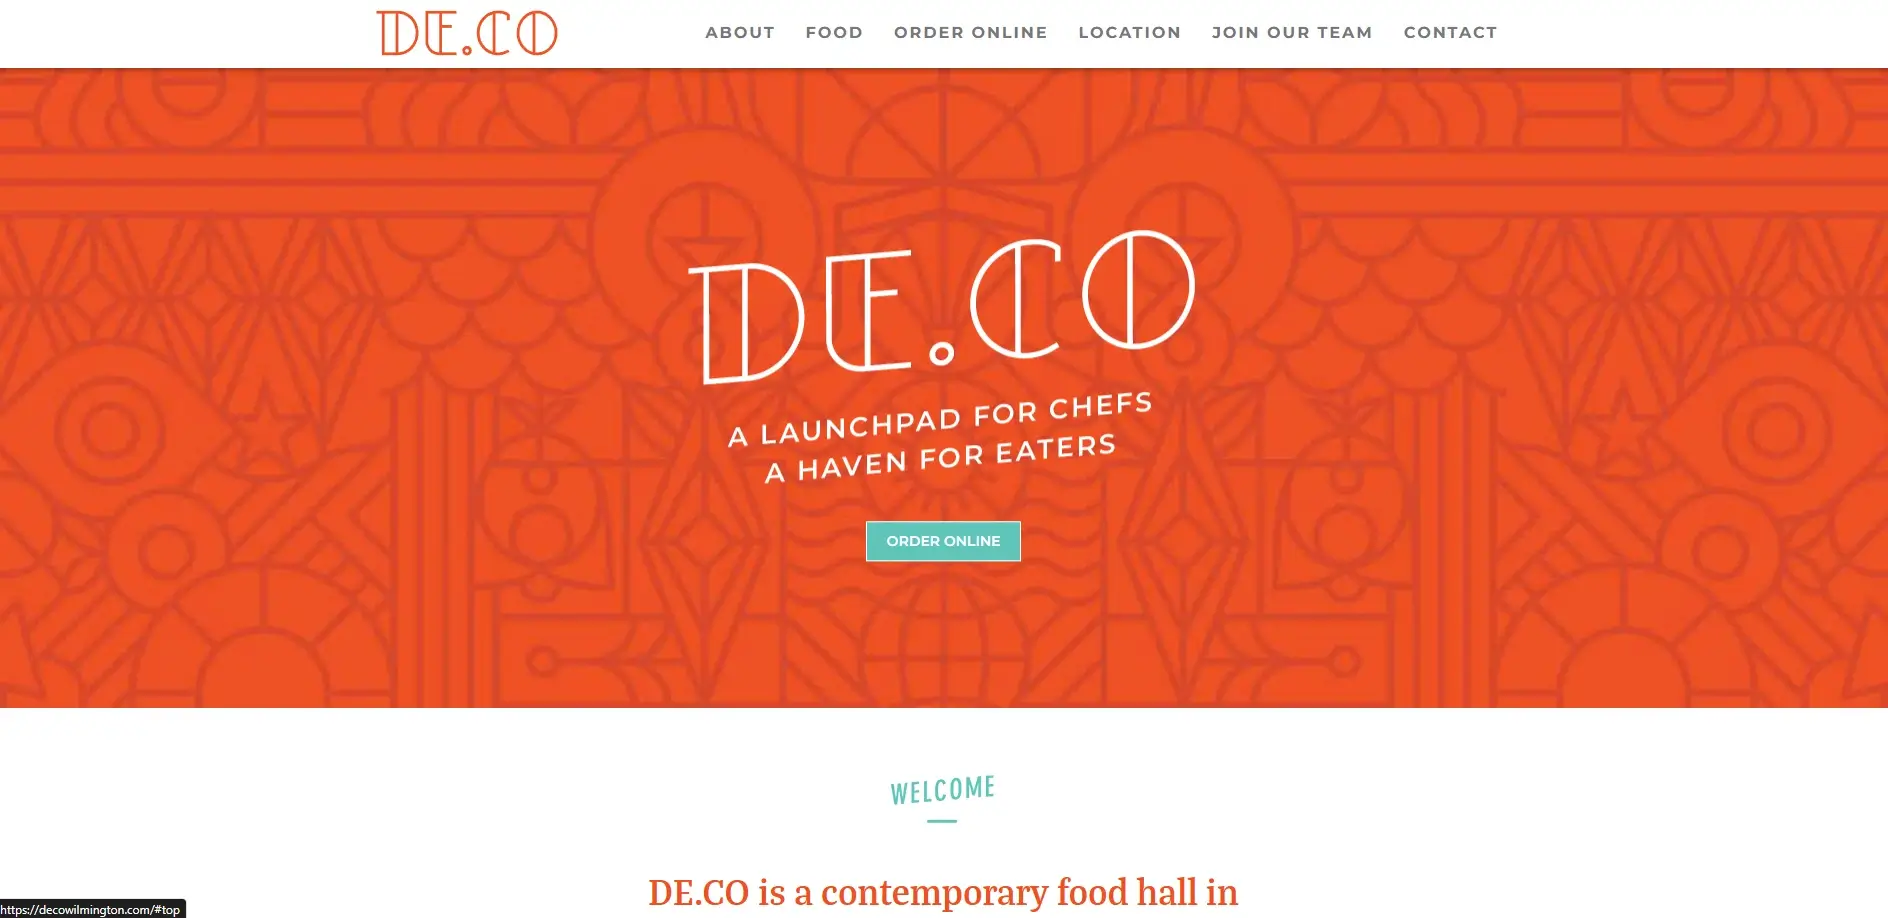 DE.CO
ABOUT FOOD ORDER ONLINE LOCATION JOIN OUR TEAM CONTACT
DE.CO
A LAUNCHPAD FOR CHEFS
A HAVEN FOR EATERS
ORDER ONLINE
WELCOME
DE.CO is a contemporary food hall in
https://decowilmington.com/#top